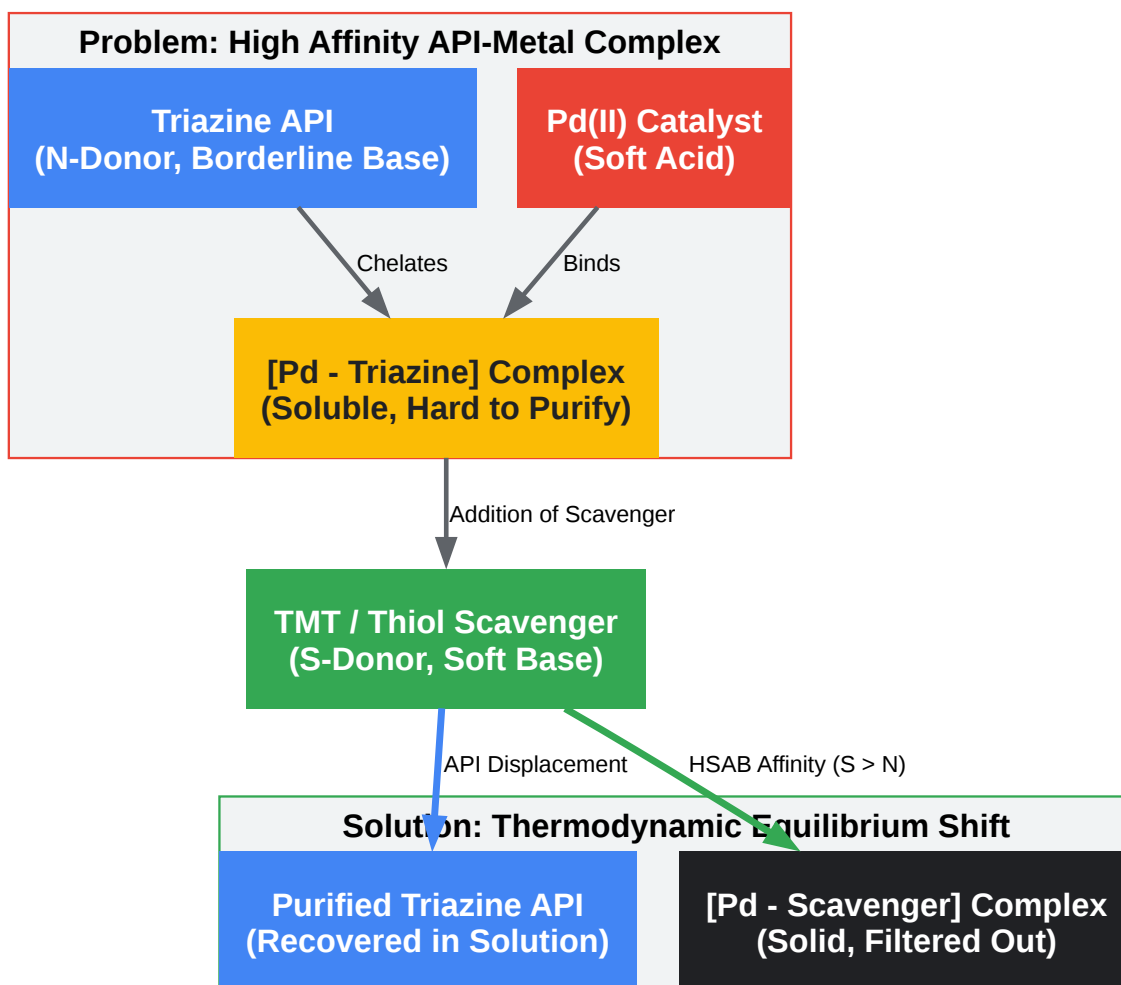 Problem: High Affinity API-Metal Complex
Triazine API
(N-Donor, Borderline Base)
Pd(II) Catalyst
(Soft Acid)
Chelates
Binds
[Pd - Triazine] Complex
(Soluble, Hard to Purify)
Addition of Scavenger
TMT / Thiol Scavenger
(S-Donor, Soft Base)
API Displacement
HSAB Affinity (S > N)
Solution: Thermodynamic Equilibrium Shift
Purified Triazine API
(Recovered in Solution)
[Pd - Scavenger] Complex
(Solid, Filtered Out)